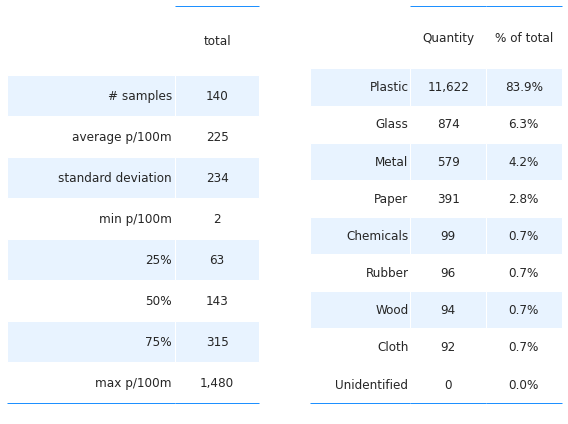 total
# samples 140
average p/100m 225
standard deviation 234
min p/100m 2
25% 63
50% 143
75% 315
max p/100m 1,480
Quantity % of total
Plastic 11,622 83.9%
Glass 874 6.3%
Metal 579 4.2%
Paper 391 2.8%
Chemicals 99 0.7%
Rubber 96 0.7%
Wood 94 0.7%
Cloth 92 0.7%
Unidentified 0 0.0%